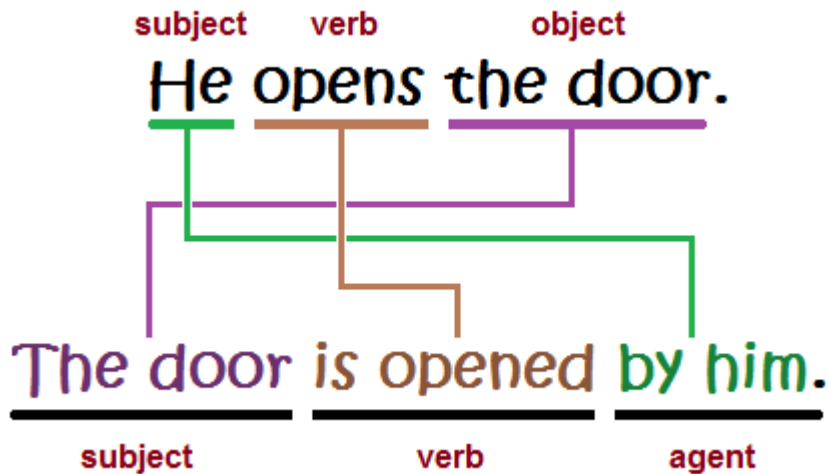 subject verb object
He opens the door.
The door is opened by him.
subject verb agent